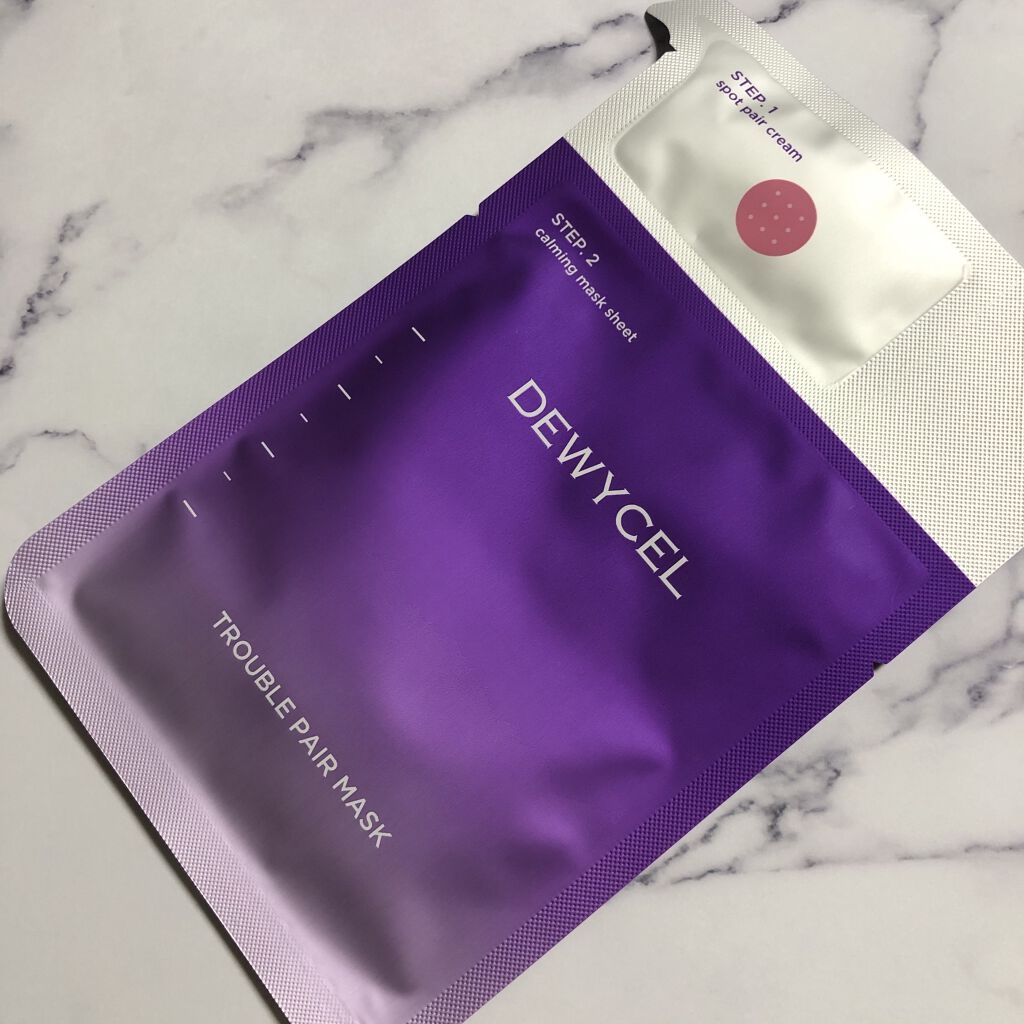 STEP. 1
spot pair cream
STEP. 2
calming mask sheet
DEWYCEL
TROUBLE PAIR MASK